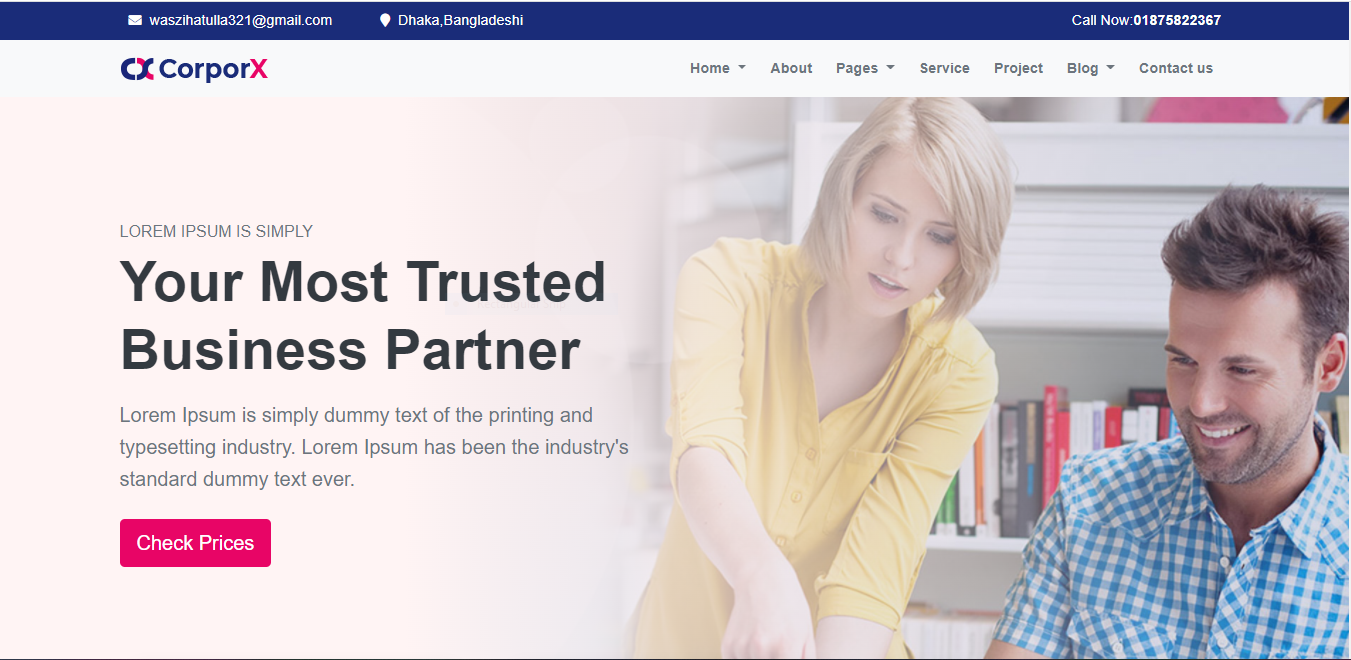 waszihatulla321@gmail.com Dhaka,Bangladeshi Call Now:01875822367
CX CorporX Home About Pages Service Project Blog Contact us
LOREM IPSUM IS SIMPLY
Your Most Trusted
Business Partner
Lorem Ipsum is simply dummy text of the printing and
typesetting industry. Lorem Ipsum has been the industry's
standard dummy text ever.
Check Prices